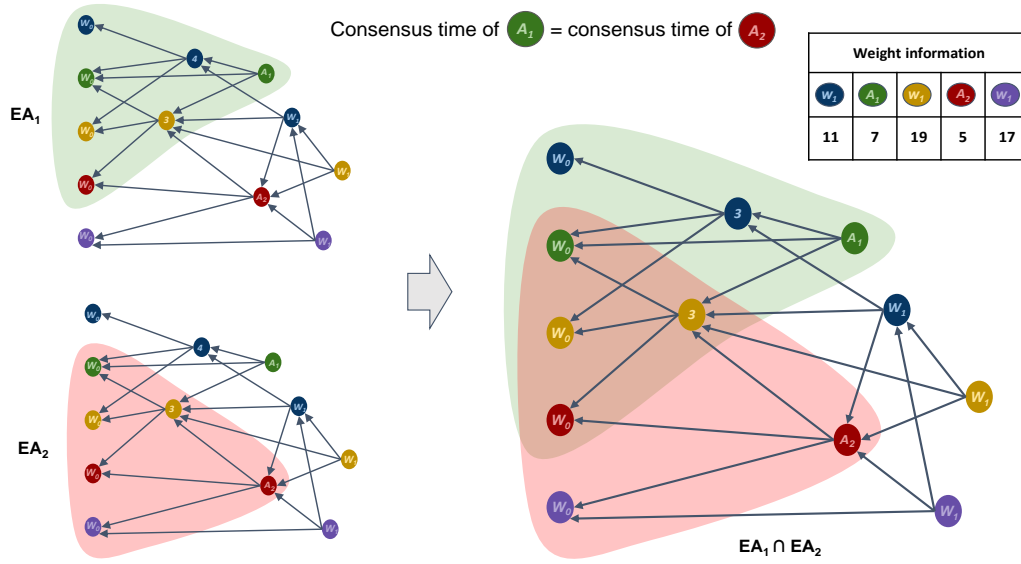 Consensus time of A1 = consensus time of A2
Weight information
W1 A1 W1 A2 W1
11 7 19 5 17
EA1
W0
4
A1
W0
3
W1
W0
W1
W0
A2
W0
W1
EA2
W0
4
A1
W0
3
W1
W0
W1
W0
A2
W0
W1
W0
3
A1
W0
3
W1
W0
W1
W0
A2
W0
W1
EA1 ∩ EA2